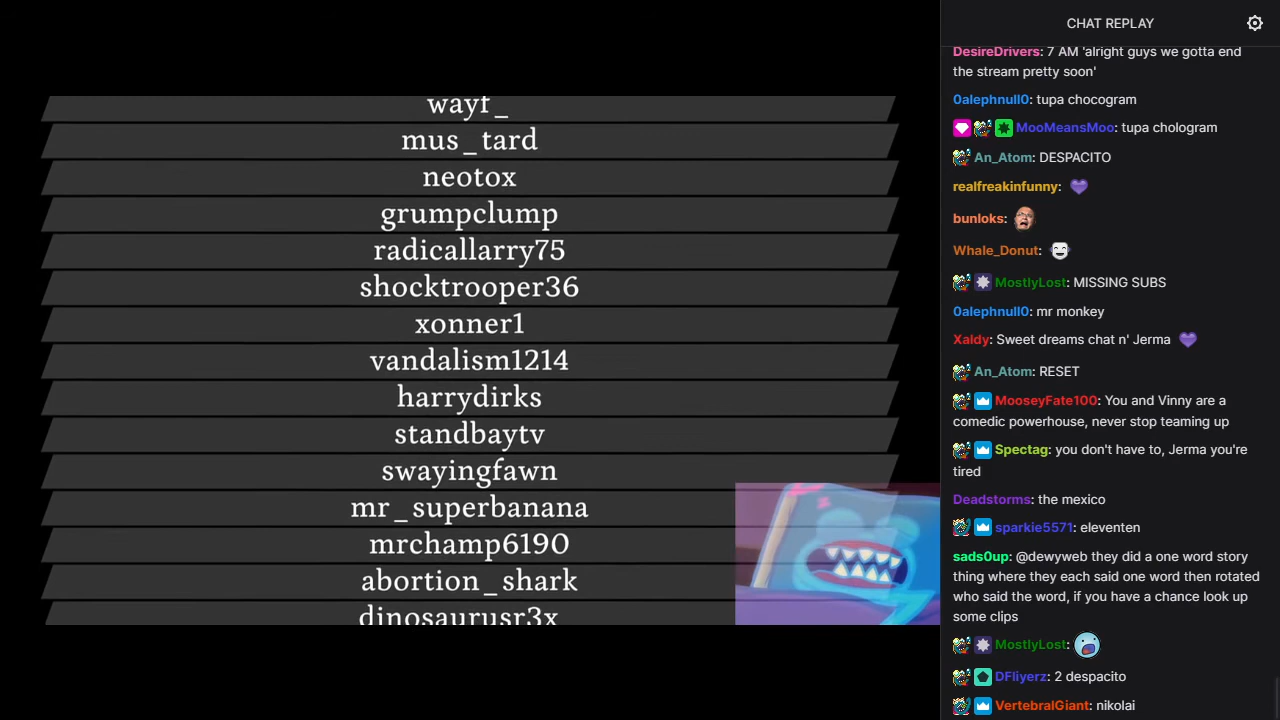 wayf_
mus_tard
neotox
grumpclump
radicallarry75
shocktrooper36
xonner1
vandalism1214
harrydirks
standbaytv
swayingfawn
mr_superbanana
mrchamp6190
abortion_shark
dinosaurusr3x
CHAT REPLAY
DesireDrivers: 7 AM 'alright guys we gotta end
the stream pretty soon'
0alephnull0: tupa chocogram
MooMeansMoo: tupa chologram
An_Atom: DESPACITO
realfreakinfunny:
bunloks:
Whale_Donut:
MostlyLost: MISSING SUBS
0alephnull0: mr monkey
Xaldy: Sweet dreams chat n' Jerma
An_Atom: RESET
MooseyFate100: You and Vinny are a
comedic powerhouse, never stop teaming up
Spectag: you don't have to, Jerma you're
tired
Deadstorms: the mexico
sparkie5571: eleventen
sads0up: @dewyweb they did a one word story
thing where they each said one word then rotated
who said the word, if you have a chance look up
some clips
MostlyLost:
DFliyerz: 2 despacito
VertebralGiant: nikolai